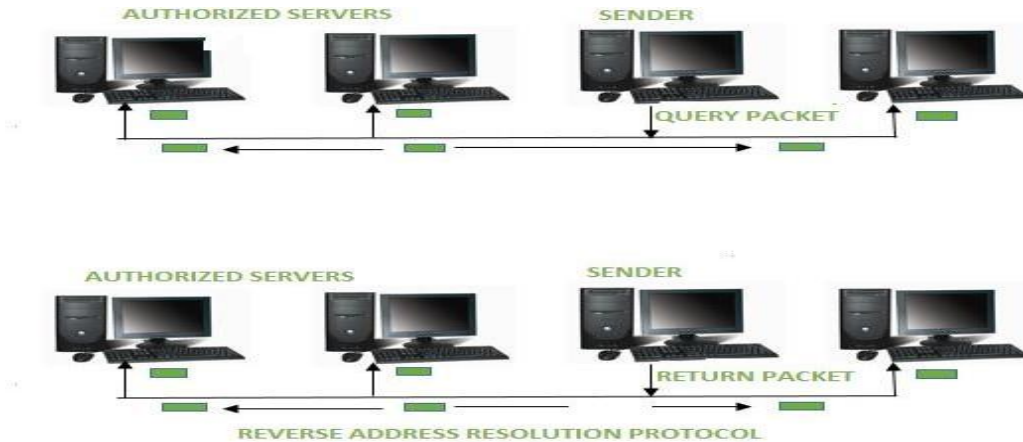 AUTHORIZED SERVERS
SENDER
QUERY PACKET
AUTHORIZED SERVERS
SENDER
RETURN PACKET
REVERSE ADDRESS RESOLUTION PROTOCOL